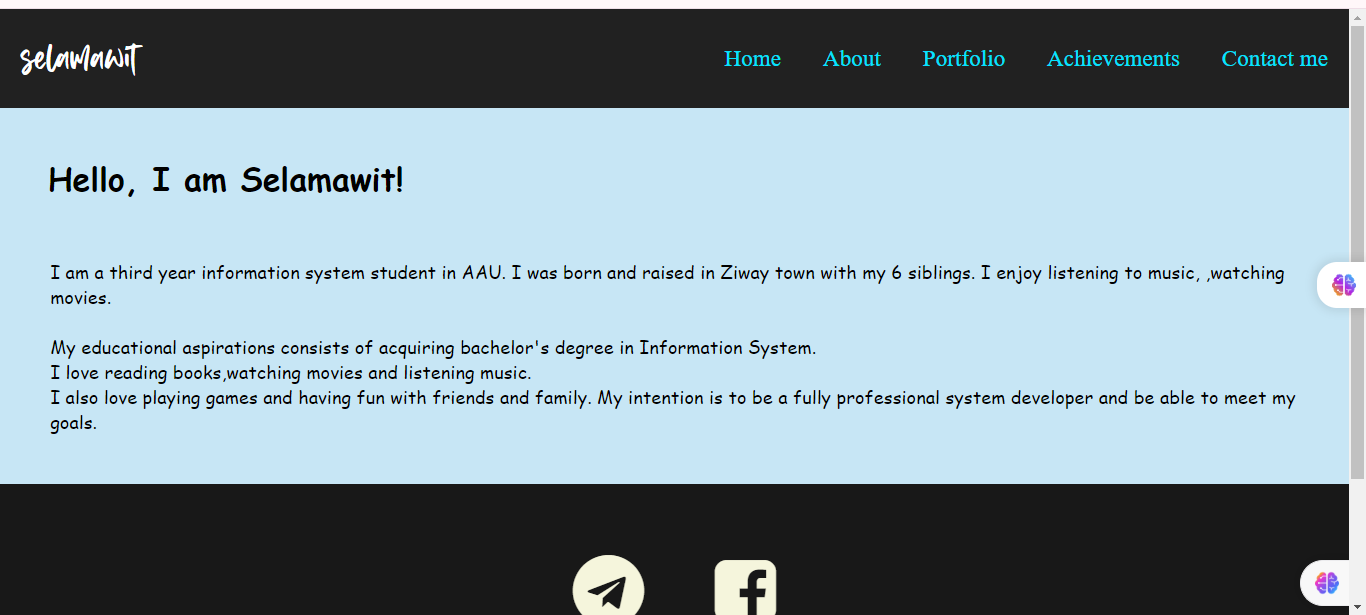 selamawit
Home About Portfolio Achievements Contact me
Hello, I am Selamawit!
I am a third year information system student in AAU. I was born and raised in Ziway town with my 6 siblings. I enjoy listening to music, ,watching
movies.
My educational aspirations consists of acquiring bachelor's degree in Information System.
I love reading books,watching movies and listening music.
I also love playing games and having fun with friends and family. My intention is to be a fully professional system developer and be able to meet my
goals.